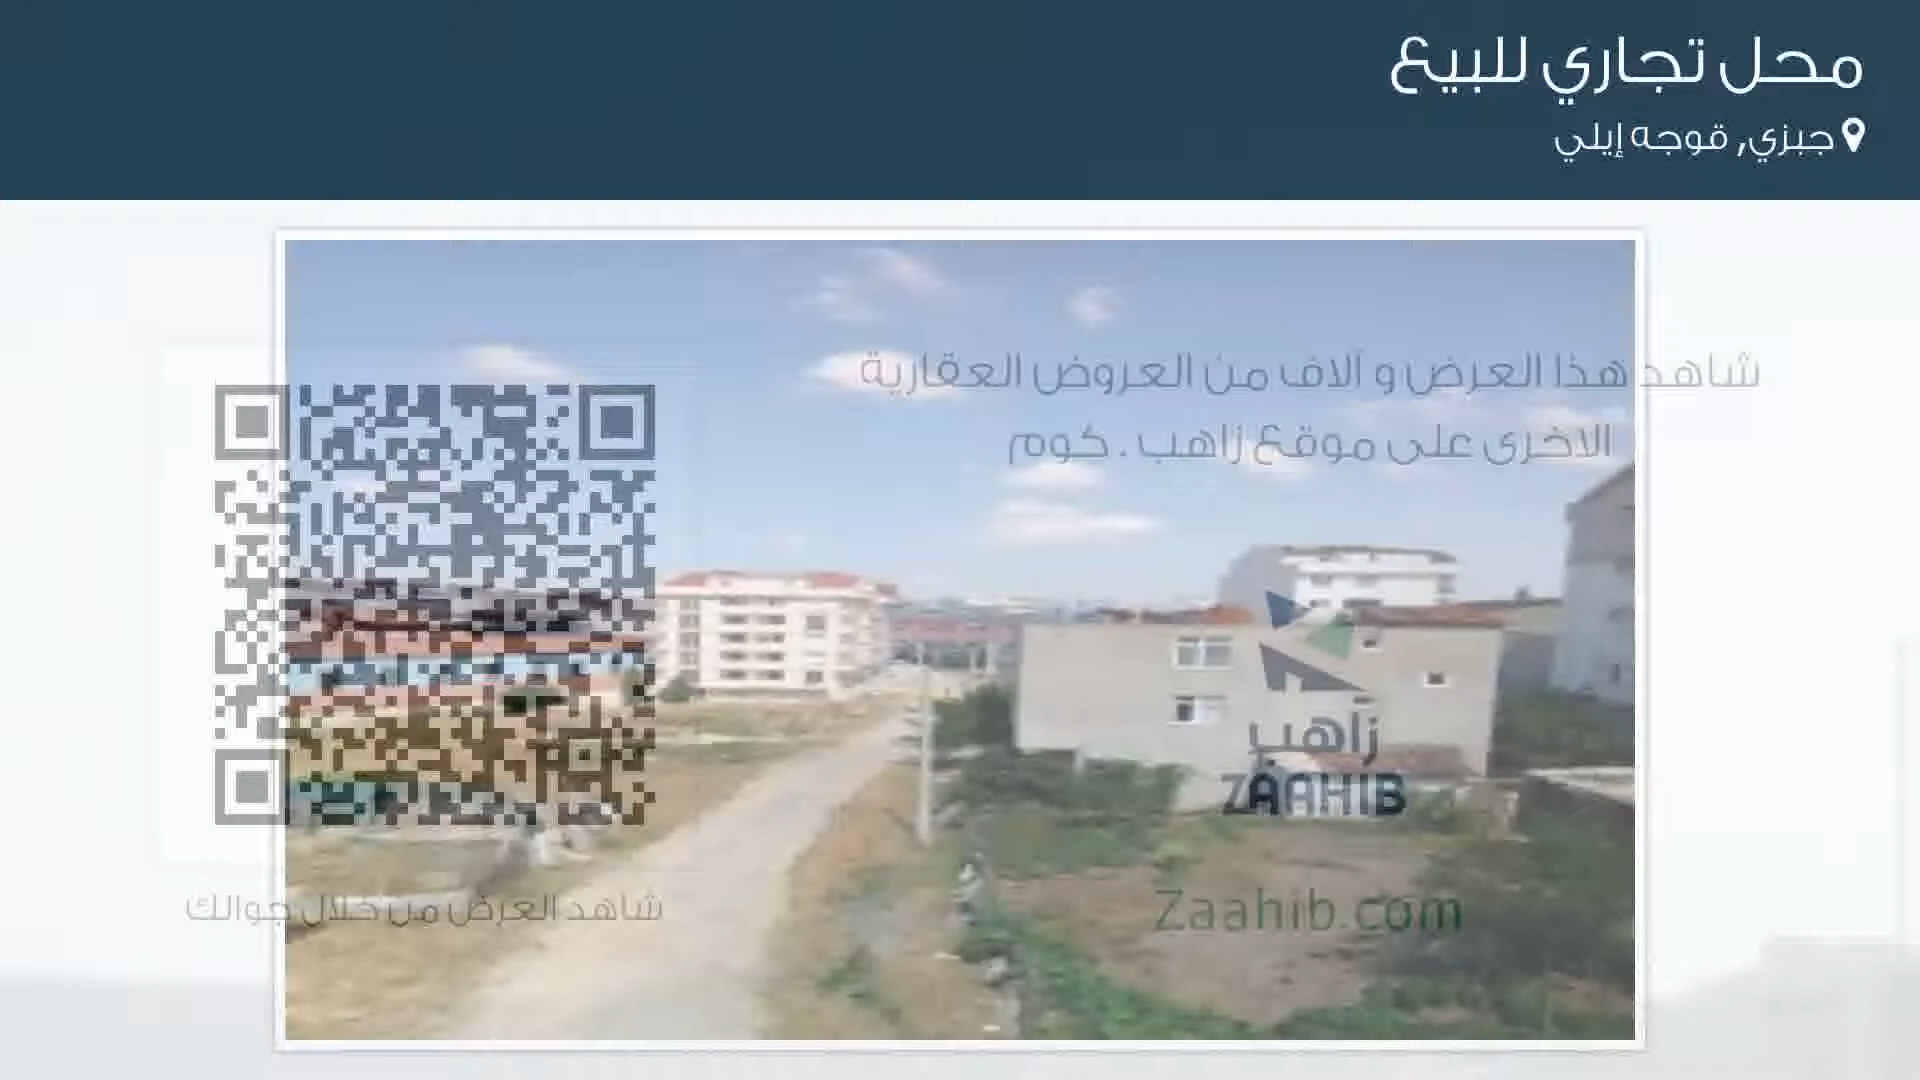 محل تجاري للبيع
جبزي, قوجه إيلي
شاهد هذا العرض و آلاف من العروض العقارية
الاخرى على موقع زاهب . كوم
زاهب
ZAAHIB
شاهد العرض من خلال جوالك
Zaahib.com